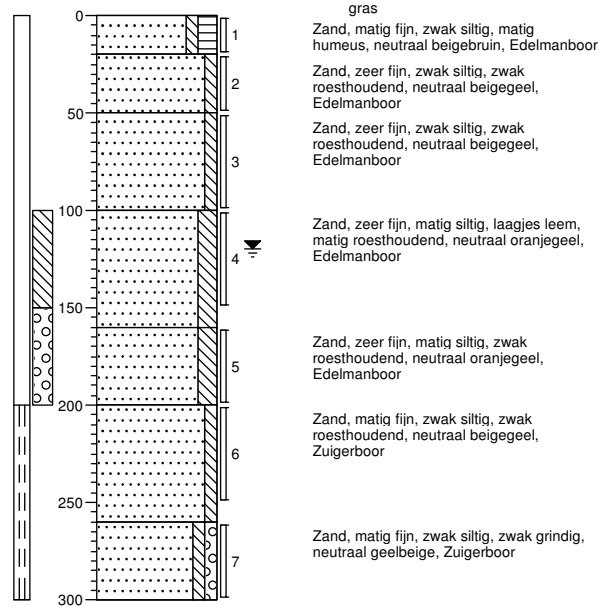 gras
0
1
Zand, matig fijn, zwak siltig, matig
humeus, neutraal beigebruin, Edelmanboor
2
Zand, zeer fijn, zwak siltig, zwak
roesthoudend, neutraal beigegeel,
Edelmanboor
50
3
Zand, zeer fijn, zwak siltig, zwak
roesthoudend, neutraal beigegeel,
Edelmanboor
100
4
Zand, zeer fijn, matig siltig, laagjes leem,
matig roesthoudend, neutraal oranjegeel,
Edelmanboor
150
5
Zand, zeer fijn, matig siltig, zwak
roesthoudend, neutraal oranjegeel,
Edelmanboor
200
6
Zand, matig fijn, zwak siltig, zwak
roesthoudend, neutraal beigegeel,
Zuigerboor
250
7
Zand, matig fijn, zwak siltig, zwak grindig,
neutraal geelbeige, Zuigerboor
300